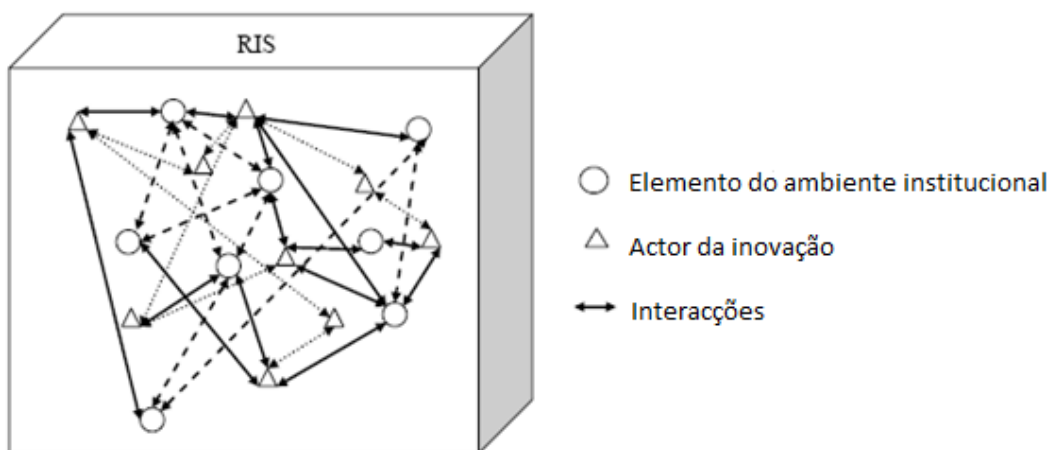 RIS
Elemento do ambiente institucional
Actor da inovação
Interacções